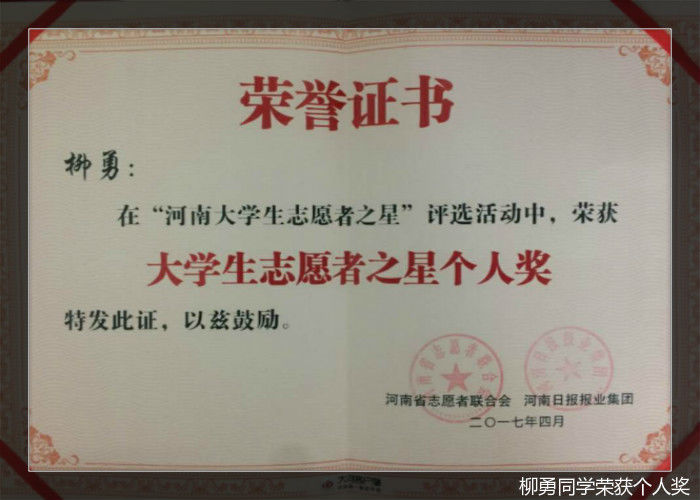 荣誉证书
柳勇：
在“河南大学生志愿者之星”评选活动中，荣获
大学生志愿者之星个人奖
特发此证，以兹鼓励。
河南省志愿者联合会 河南日报报业集团
二〇一七年四月
柳勇同学荣获个人奖